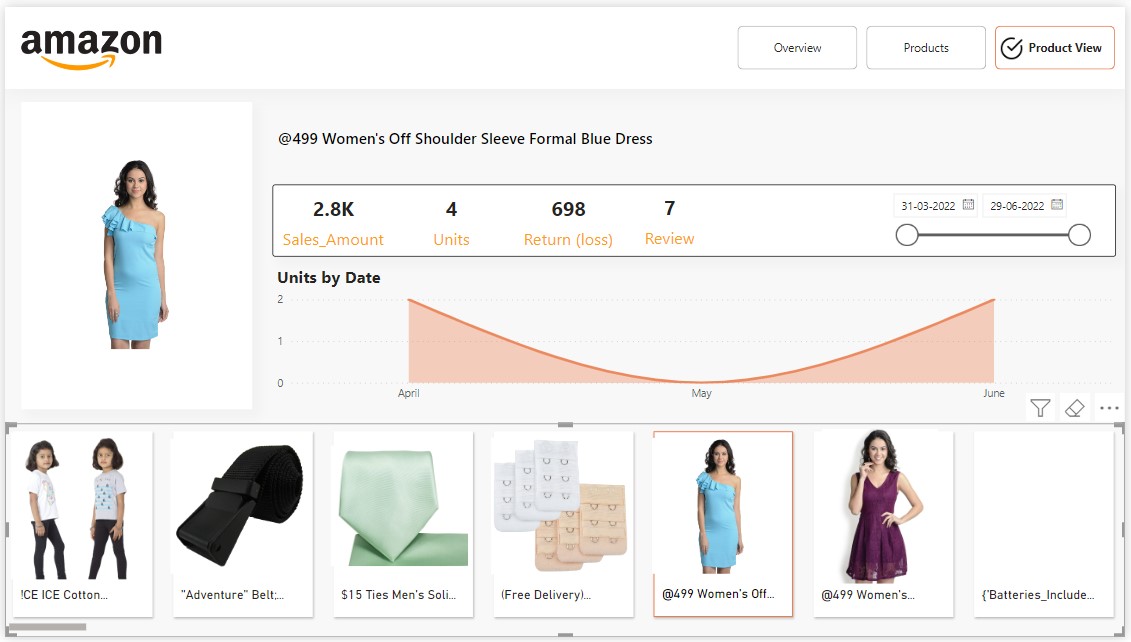 amazon
Overview
Products
Product View
@499 Women's Off Shoulder Sleeve Formal Blue Dress
2.8K
4
698
7
Sales_Amount
Units
Return (loss)
Review
31-03-2022
29-06-2022
Units by Date
2
1
0
April
May
June
!CE ICE Cotton...
"Adventure" Belt;...
$15 Ties Men's Soli...
(Free Delivery)...
@499 Women's Off...
@499 Women's...
{'Batteries_Include...